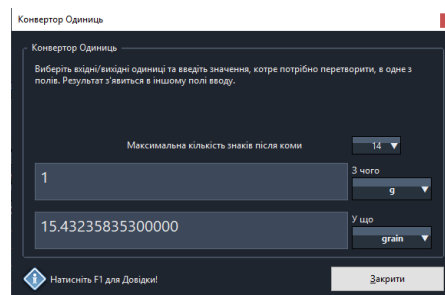 Конвертор Одиниць
Конвертор Одиниць
Виберіть вхідні/вихідні одиниці та введіть значення, котре потрібно перетворити, в одне з
полів. Результат з'явиться в іншому полі вводу.
Максимальна кількість знаків після коми 14
З чого
1
g
У що
15.43235835300000
grain
Натисніть F1 для Довідки!
Закрити